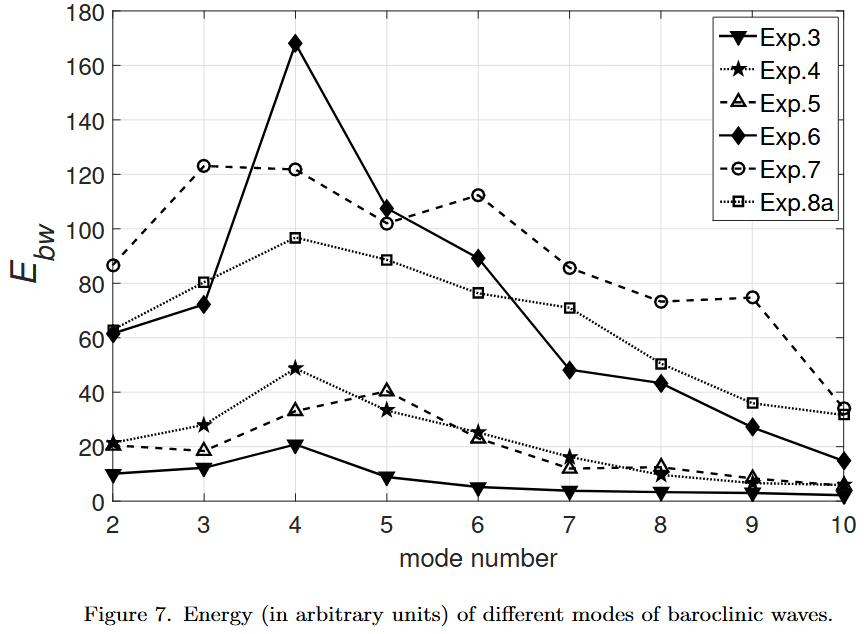 180
160
140
120
100
80
60
40
20
0
E_bw
2 3 4 5 6 7 8 9 10
mode number
Exp.3
Exp.4
Exp.5
Exp.6
Exp.7
Exp.8a
Figure 7. Energy (in arbitrary units) of different modes of baroclinic waves.